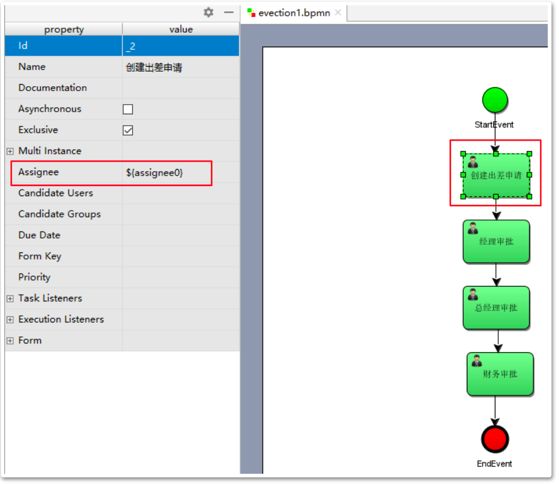 property value
Id _2
Name 创建出差申请
Documentation
Asynchronous
Exclusive
Multi Instance
Assignee ${assignee0}
Candidate Users
Candidate Groups
Due Date
Form Key
Priority
Task Listeners
Execution Listeners
Form
evection1.bpmn
StartEvent
创建出差申请
经理审批
总经理审批
财务审批
EndEvent